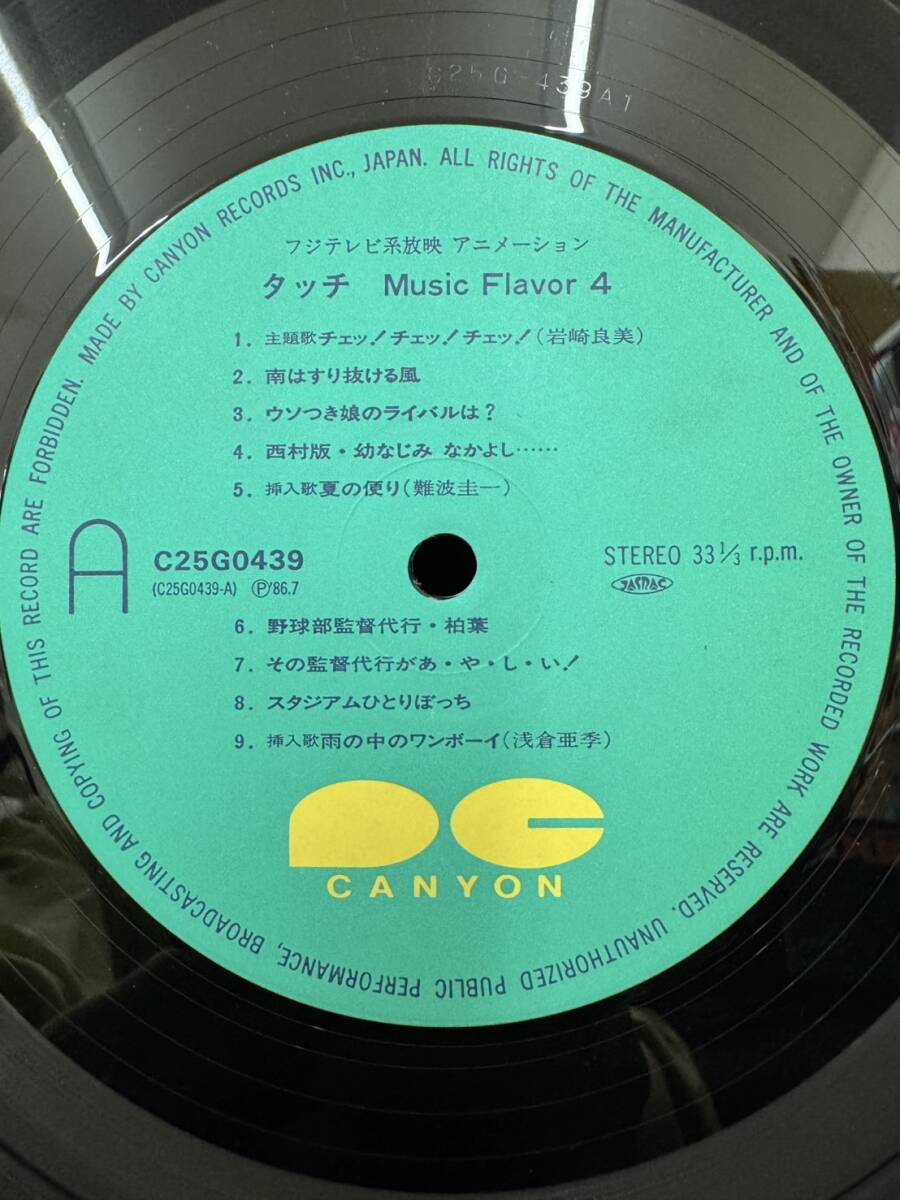 C25G-439A1
MADE BY CANYON RECORDS INC., JAPAN. ALL RIGHTS OF THE MANUFACTURER AND OF THE OWNER OF THE RECORDED WORK ARE RESERVED. UNAUTHORIZED PUBLIC PERFORMANCE, BROADCASTING AND COPYING OF THIS RECORD ARE FORBIDDEN.
フジテレビ系放映 アニメーション
タッチ Music Flavor 4
1. 主題歌チェッ!チェッ!チェッ!(岩崎良美)
2. 南はすり抜ける風
3. ウソつき娘のライバルは?
4. 西村版・幼なじみ なかよし……
5. 挿入歌夏の便り(難波圭一)
A
C25G0439
(C25G0439-A) Ⓟ'86.7
STEREO 33 1/3 r.p.m.
JASRAC
6. 野球部監督代行・柏葉
7. その監督代行があ・や・し・い!
8. スタジアムひとりぼっち
9. 挿入歌雨の中のワンボーイ(浅倉亜季)
PC
CANYON